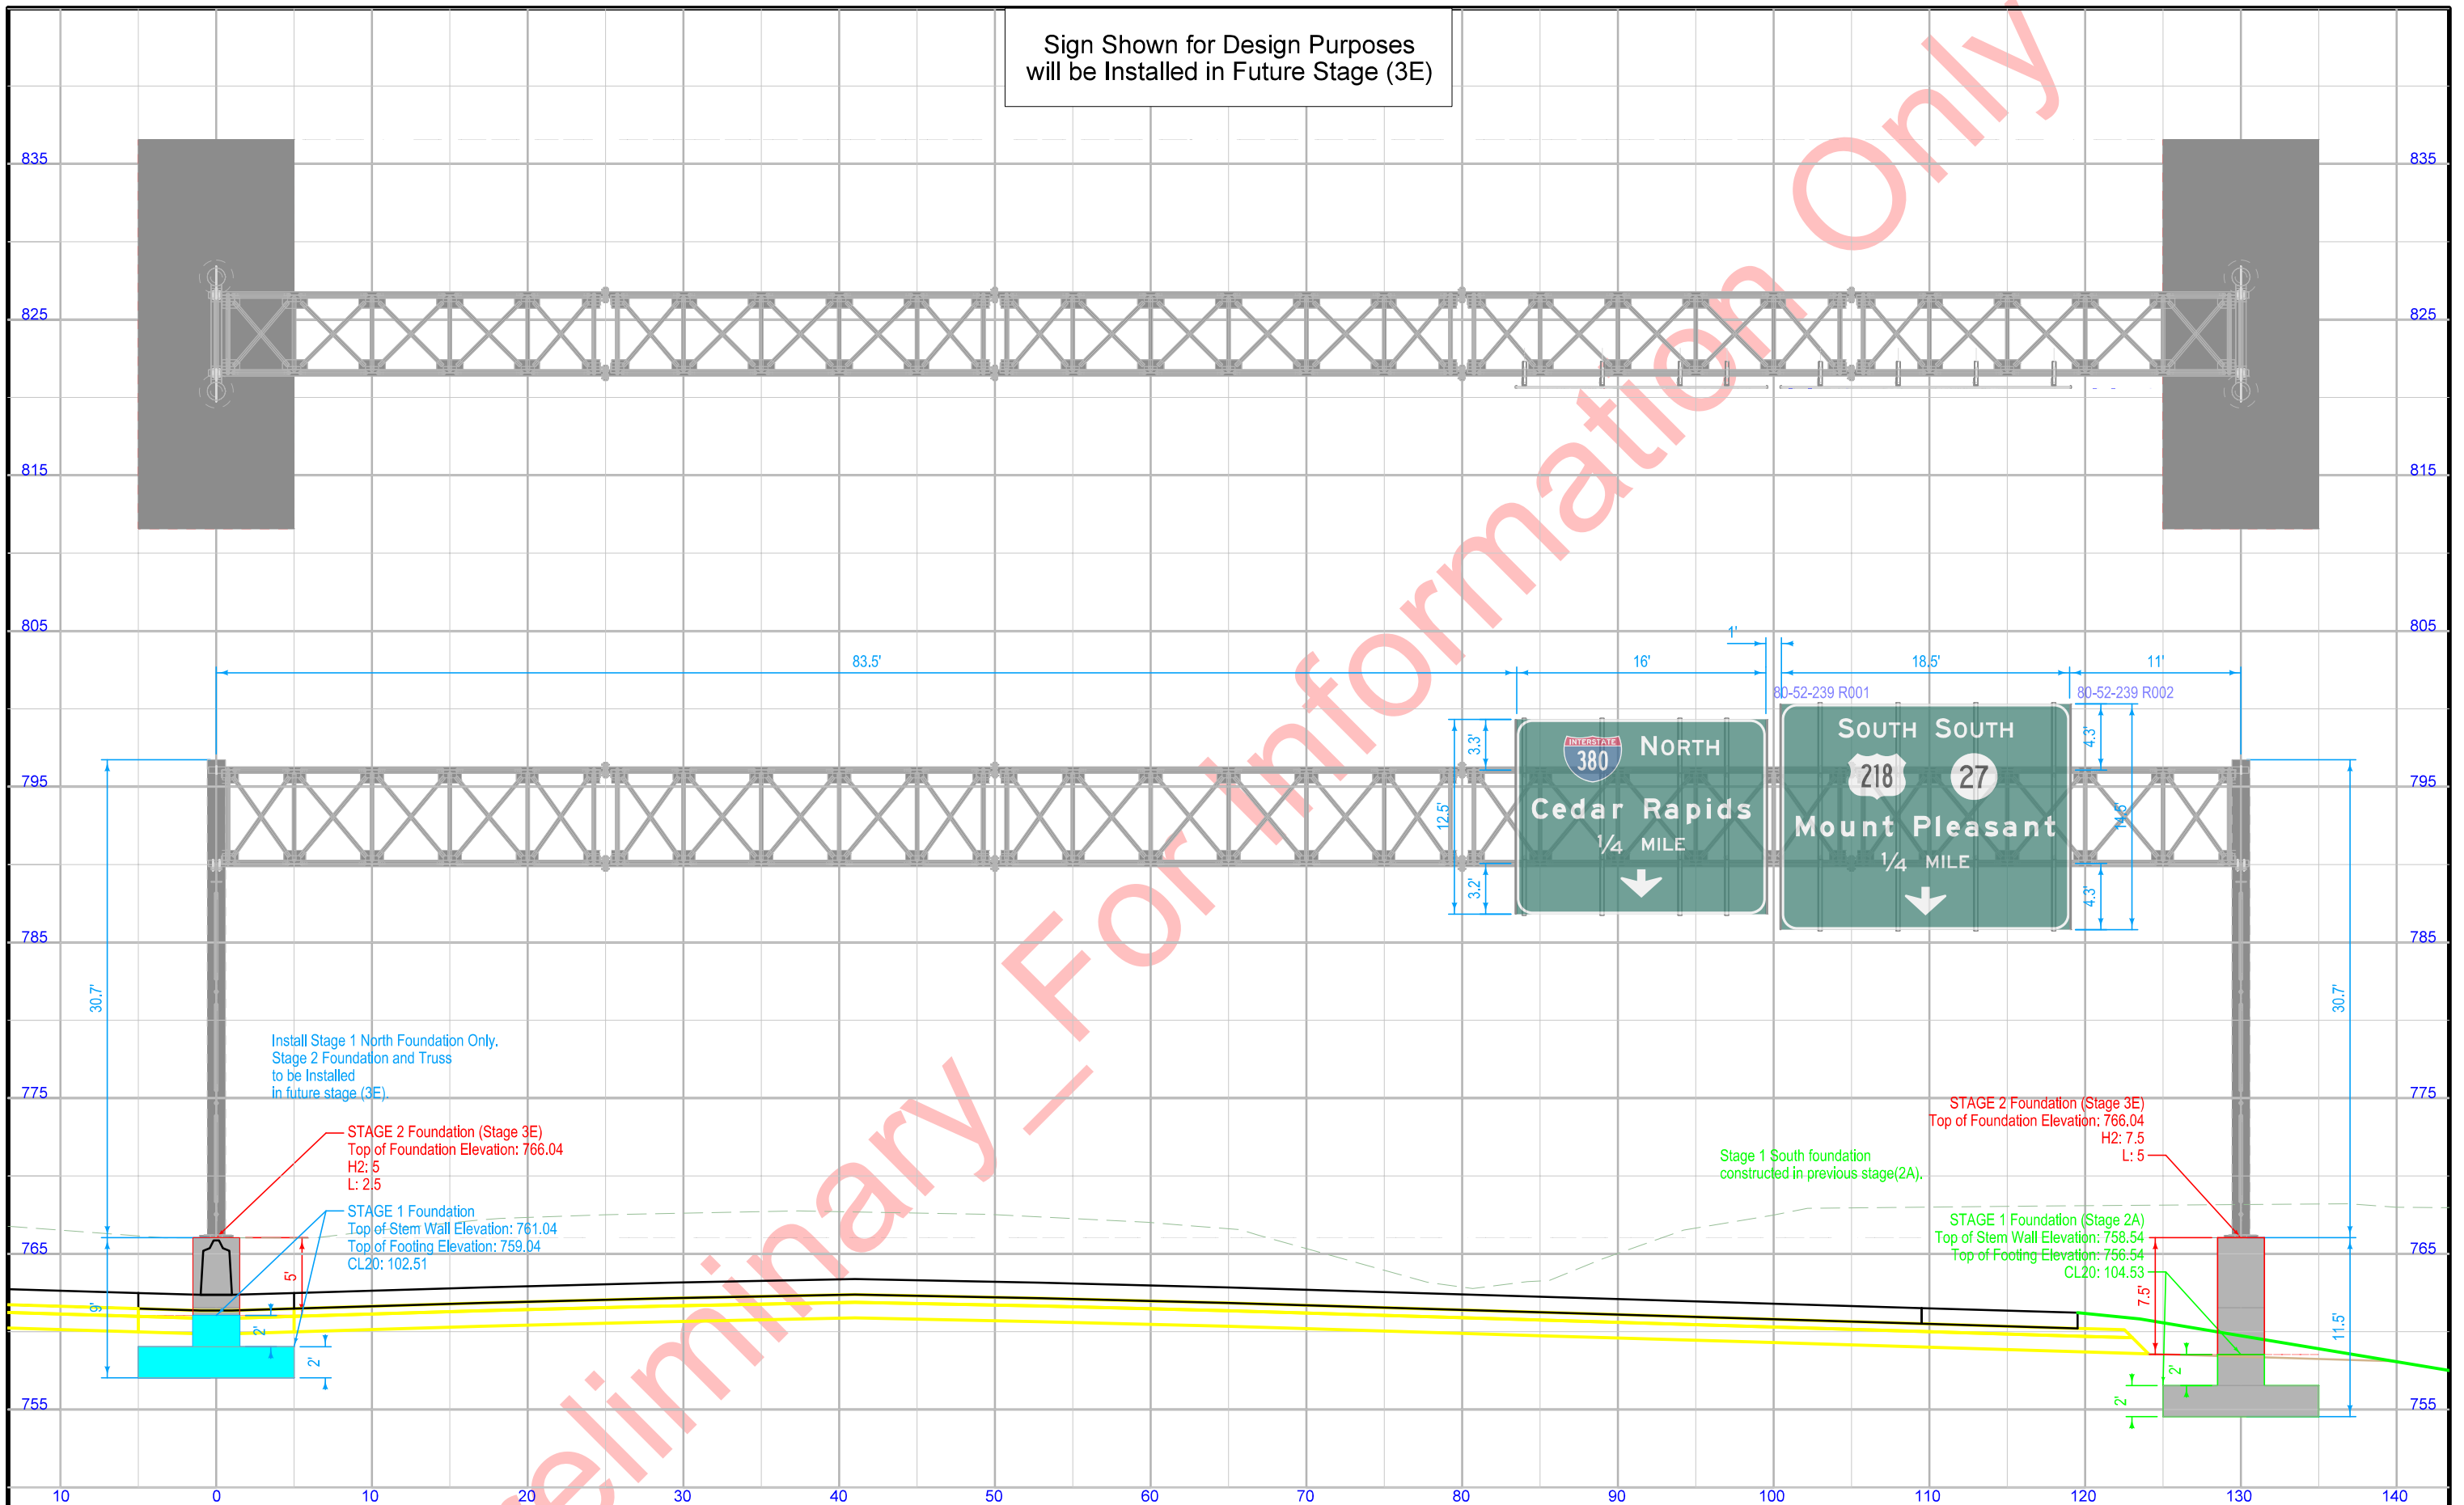 Sign Shown for Design Purposes
will be Installed in Future Stage (3E)
835
835
825
825
815
815
805
805
83.5'
16'
1'
18.5'
11'
80-52-239 R001
80-52-239 R002
3.3'
12.5'
3.2'
INTERSTATE
380
NORTH
Cedar Rapids
1/4 MILE
SOUTH SOUTH
218
27
Mount Pleasant
1/4 MILE
4.3'
14.5'
4.3'
795
795
785
785
30.7'
30.7'
Install Stage 1 North Foundation Only.
Stage 2 Foundation and Truss
to be Installed
in future stage (3E).
775
775
STAGE 2 Foundation (Stage 3E)
Top of Foundation Elevation: 766.04
H2: 5
L: 2.5
STAGE 1 Foundation
Top of Stem Wall Elevation: 761.04
Top of Footing Elevation: 759.04
CL20: 102.51
STAGE 2 Foundation (Stage 3E)
Top of Foundation Elevation: 766.04
H2: 7.5
L: 5
Stage 1 South foundation
constructed in previous stage(2A).
STAGE 1 Foundation (Stage 2A)
Top of Stem Wall Elevation: 758.54
Top of Footing Elevation: 756.54
CL20: 104.53
765
765
9'
5'
2'
2'
7.5'
11.5'
2'
2'
755
755
10 0 10 20 30 40 50 60 70 80 90 100 110 120 130 140
eliminary_For Information Only